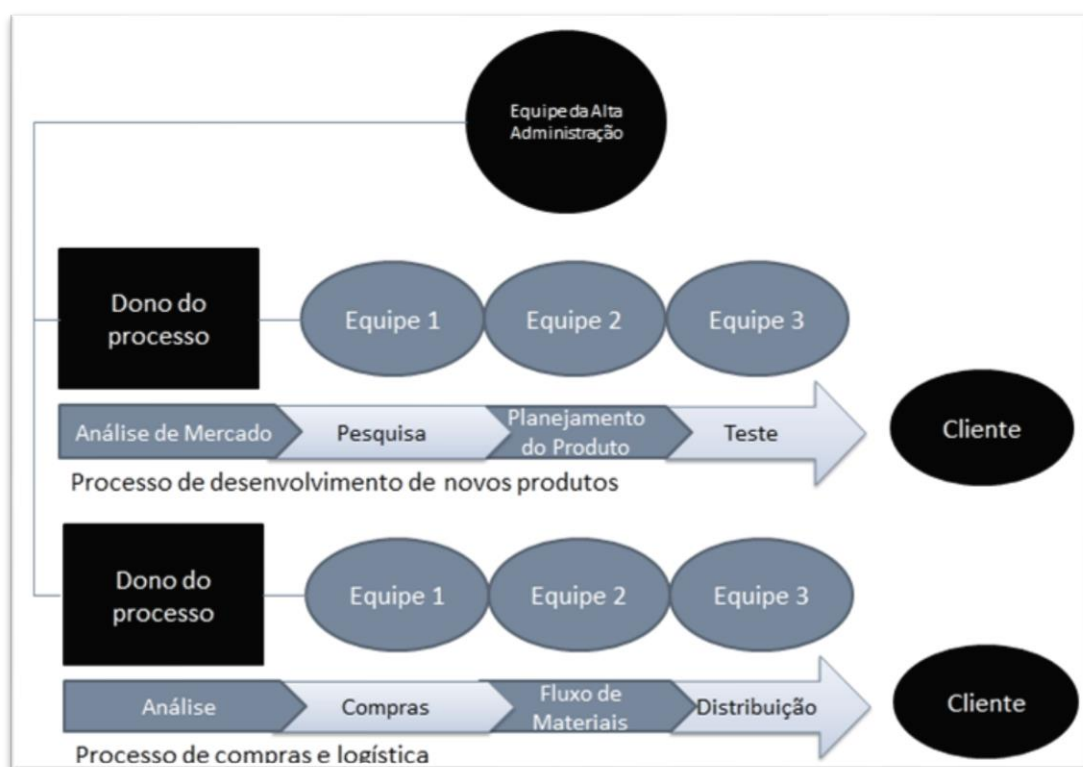 Equipe da Alta
Administração
Dono do
processo
Equipe 1
Equipe 2
Equipe 3
Análise de Mercado
Pesquisa
Planejamento
do Produto
Teste
Cliente
Processo de desenvolvimento de novos produtos
Dono do
processo
Equipe 1
Equipe 2
Equipe 3
Análise
Compras
Fluxo de
Materiais
Distribuição
Cliente
Processo de compras e logística